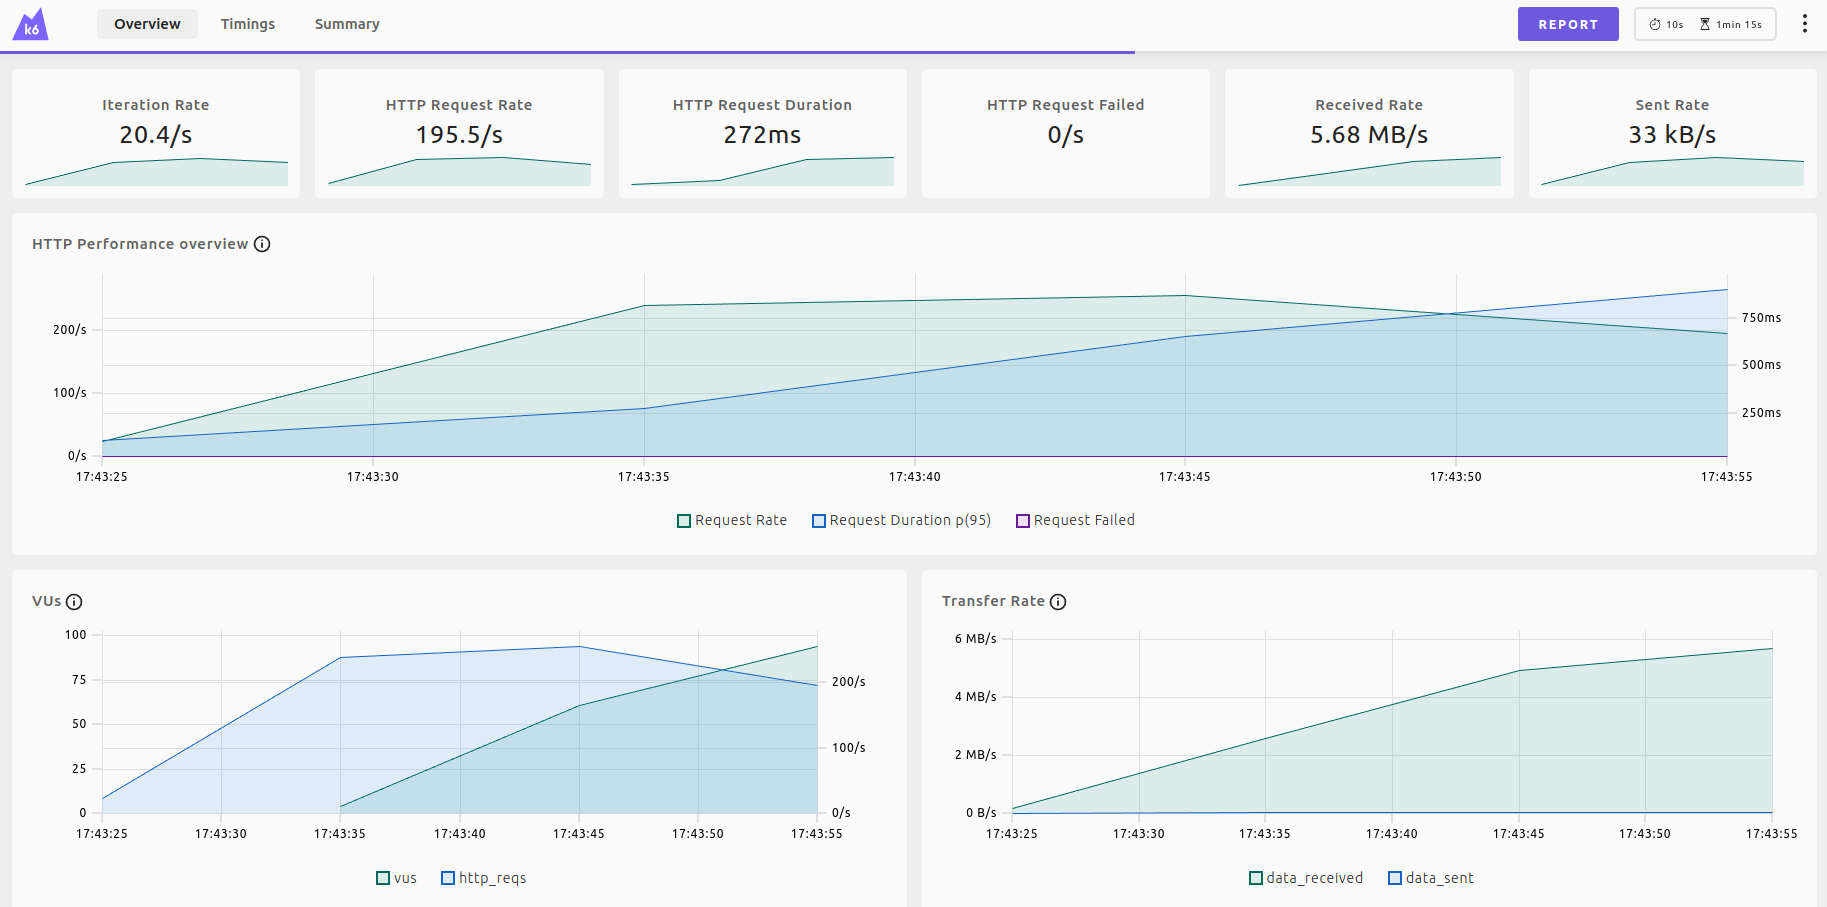 k6
Overview
Timings
Summary
REPORT
10s
1min 15s
Iteration Rate
20.4/s
HTTP Request Rate
195.5/s
HTTP Request Duration
272ms
HTTP Request Failed
0/s
Received Rate
5.68 MB/s
Sent Rate
33 kB/s
HTTP Performance overview
200/s
100/s
0/s
750ms
500ms
250ms
17:43:25 17:43:30 17:43:35 17:43:40 17:43:45 17:43:50 17:43:55
Request Rate Request Duration p(95) Request Failed
VUs
100
75
50
25
0
200/s
100/s
0/s
17:43:25 17:43:30 17:43:35 17:43:40 17:43:45 17:43:50 17:43:55
vus http_reqs
Transfer Rate
6 MB/s
4 MB/s
2 MB/s
0 B/s
17:43:25 17:43:30 17:43:35 17:43:40 17:43:45 17:43:50 17:43:55
data_received data_sent